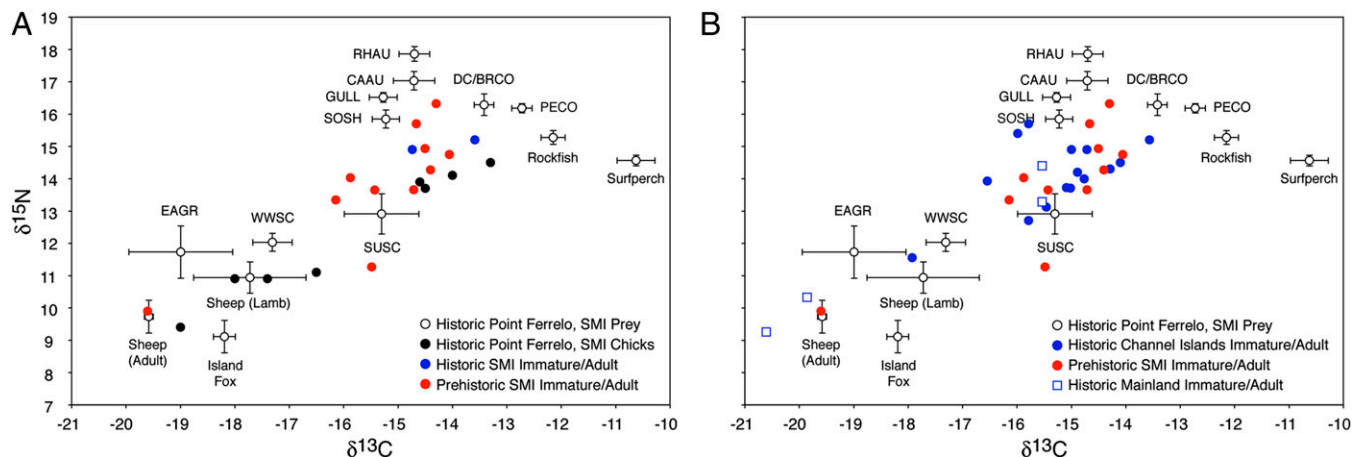 A
19
18
17
16
15
14
13
12
11
10
9
8
7
δ15N
-21 -20 -19 -18 -17 -16 -15 -14 -13 -12 -11 -10
δ13C
RHAU
CAAU
GULL
SOSH
DC/BRCO
PECO
Rockfish
Surfperch
EAGR
WWSC
SUSC
Sheep (Lamb)
Sheep
(Adult)
Island
Fox
Historic Point Ferrelo, SMI Prey
Historic Point Ferrelo, SMI Chicks
Historic SMI Immature/Adult
Prehistoric SMI Immature/Adult
B
RHAU
CAAU
GULL
SOSH
DC/BRCO
PECO
Rockfish
Surfperch
EAGR
WWSC
SUSC
Sheep (Lamb)
Sheep
(Adult)
Island
Fox
Historic Point Ferrelo, SMI Prey
Historic Channel Islands Immature/Adult
Prehistoric SMI Immature/Adult
Historic Mainland Immature/Adult
-21 -20 -19 -18 -17 -16 -15 -14 -13 -12 -11 -10
δ13C